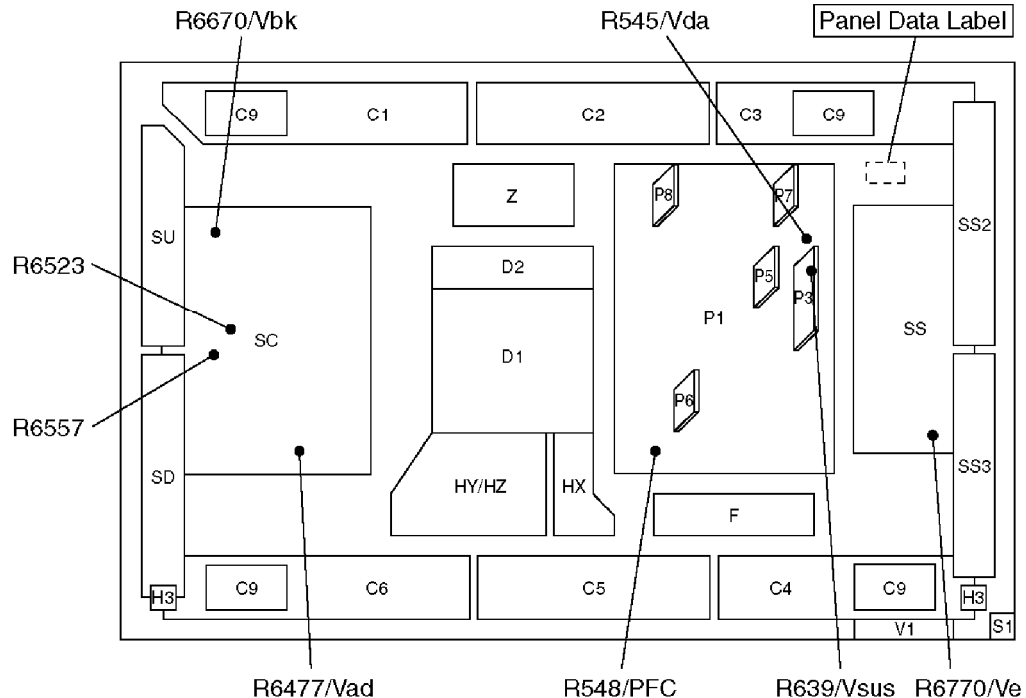 R6670/Vbk
R545/Vda
Panel Data Label
C9
C1
C2
C3
C9
Z
P8
P7
SU
SS2
D2
P5
P3
R6523
SC
P1
SS
D1
R6557
P6
SD
HY/HZ
HX
SS3
F
C9
C6
C5
C4
C9
H3
H3
V1
S1
R6477/Vad
R548/PFC
R639/Vsus
R6770/Ve